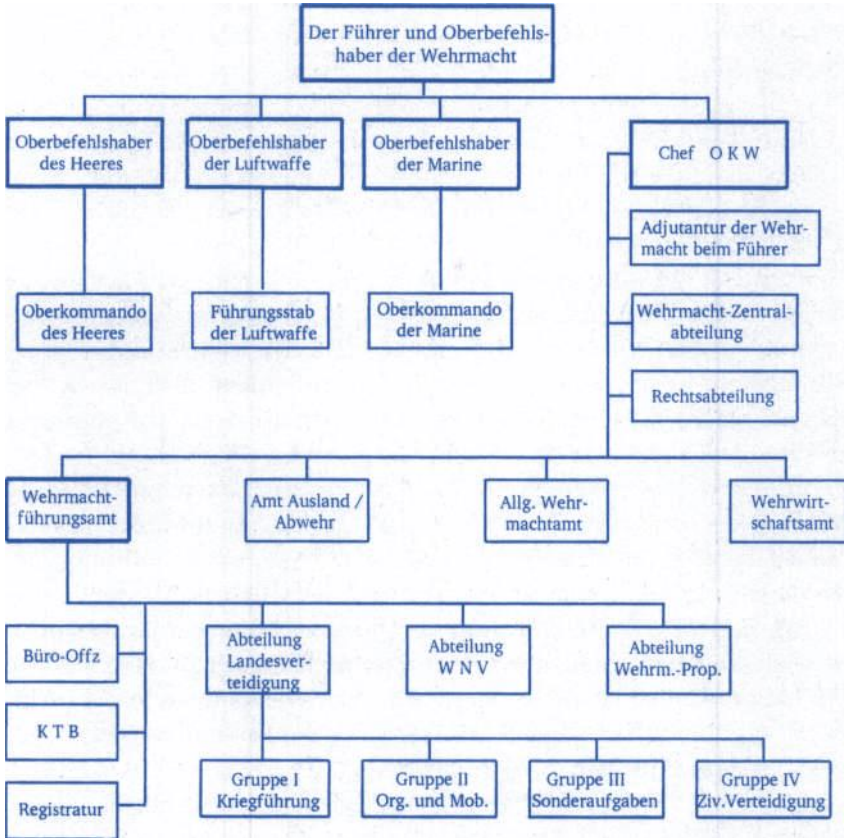 Der Führer und Oberbefehls-
haber der Wehrmacht
Oberbefehlshaber
des Heeres
Oberbefehlshaber
der Luftwaffe
Oberbefehlshaber
der Marine
Chef O K W
Adjutantur der Wehr-
macht beim Führer
Oberkommando
des Heeres
Führungsstab
der Luftwaffe
Oberkommando
der Marine
Wehrmacht-Zentral-
abteilung
Rechtsabteilung
Wehrmacht-
führungsamt
Amt Ausland /
Abwehr
Allg. Wehr-
machtamt
Wehrwirt-
schaftsamt
Büro-Offz
Abteilung
Landesver-
teidigung
Abteilung
W N V
Abteilung
Wehrm.-Prop.
K T B
Registratur
Gruppe I
Kriegführung
Gruppe II
Org. und Mob.
Gruppe III
Sonderaufgaben
Gruppe IV
Ziv.Verteidigung